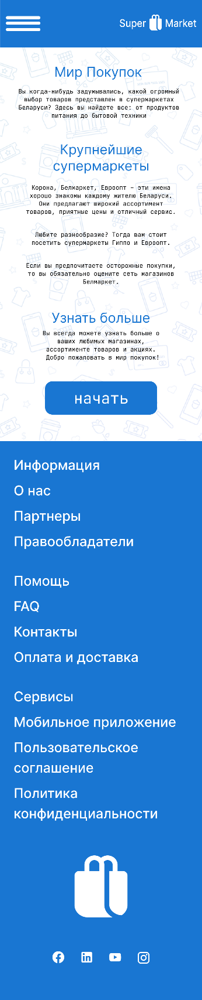 Super Market
Мир Покупок
Вы когда-нибудь задумывались, какой огромный
выбор товаров представлен в супермаркетах
Беларуси? Здесь вы найдете все: от продуктов
питания до бытовой техники
Крупнейшие
супермаркеты
Корона, Белмаркет, Евроопт – эти имена
хорошо знакомы каждому жителю Беларуси.
Они предлагают широкий ассортимент
товаров, приятные цены и отличный сервис.
Любите разнообразие? Тогда вам стоит
посетить супермаркеты Гиппо и Евроопт.
Если вы предпочитаете осторожные покупки,
то вы обязательно оцените сеть магазинов
Белмаркет.
Узнать больше
Вы всегда можете узнать больше о
ваших любимых магазинах,
ассортименте товаров и акциях.
Добро пожаловать в мир покупок!
начать
Информация
О нас
Партнеры
Правообладатели
Помощь
FAQ
Контакты
Оплата и доставка
Сервисы
Мобильное приложение
Пользовательское
соглашение
Политика
конфиденциальности